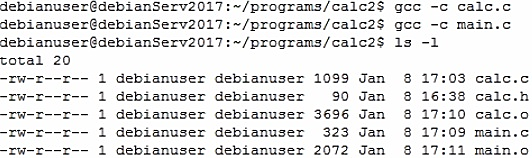 debianuser@debianServ2017:~/programs/calc2$ gcc -c calc.c
debianuser@debianServ2017:~/programs/calc2$ gcc -c main.c
debianuser@debianServ2017:~/programs/calc2$ ls -l
total 20
-rw-r--r-- 1 debianuser debianuser 1099 Jan  8 17:03 calc.c
-rw-r--r-- 1 debianuser debianuser   90 Jan  8 16:38 calc.h
-rw-r--r-- 1 debianuser debianuser 3696 Jan  8 17:10 calc.o
-rw-r--r-- 1 debianuser debianuser  323 Jan  8 17:09 main.c
-rw-r--r-- 1 debianuser debianuser 2072 Jan  8 17:11 main.o